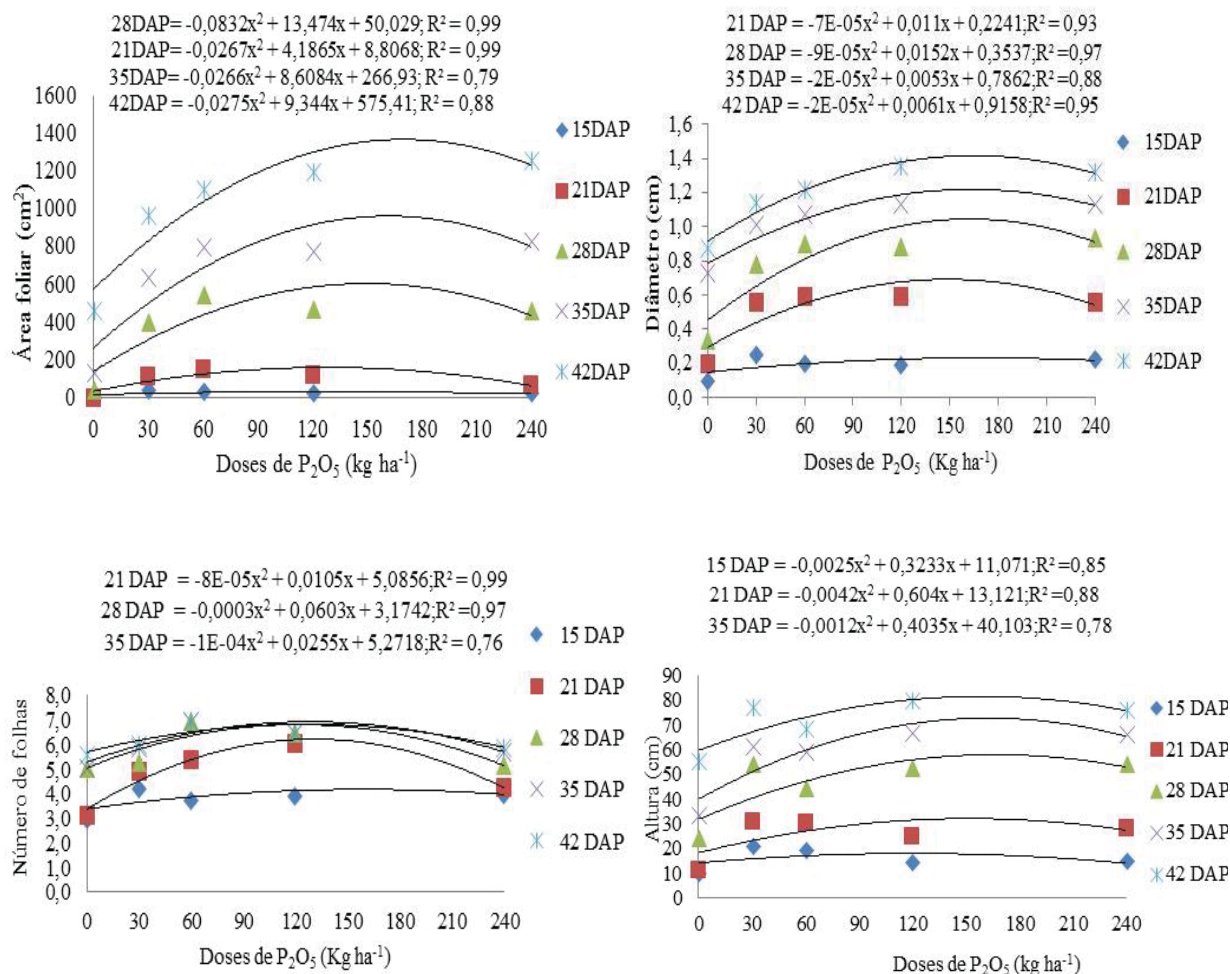 28DAP= -0,0832x² + 13,474x + 50,029; R² = 0,99
21DAP= -0,0267x² + 4,1865x + 8,8068; R² = 0,99
35DAP= -0,0266x² + 8,6084x + 266,93; R² = 0,79
42DAP = -0,0275x² + 9,344x + 575,41; R² = 0,88
1600
1400
1200
1000
800
600
400
200
0
Área foliar (cm²)
0 30 60 90 120 150 180 210 240
Doses de P₂O₅ (kg ha⁻¹)
15DAP
21DAP
28DAP
35DAP
42DAP
21 DAP = -7E-05x² + 0,011x + 0,2241; R² = 0,93
28 DAP = -9E-05x² + 0,0152x + 0,3537; R² = 0,97
35 DAP = -2E-05x² + 0,0053x + 0,7862; R² = 0,88
42 DAP = -2E-05x² + 0,0061x + 0,9158; R² = 0,95
1,6
1,4
1,2
1,0
0,8
0,6
0,4
0,2
0,0
Diâmetro (cm)
0 30 60 90 120 150 180 210 240
Doses de P₂O₅ (Kg ha⁻¹)
15DAP
21DAP
28DAP
35DAP
42DAP
21 DAP = -8E-05x² + 0,0105x + 5,0856;R² = 0,99
28 DAP = -0,0003x² + 0,0603x + 3,1742;R² = 0,97
35 DAP = -1E-04x² + 0,0255x + 5,2718;R² = 0,76
8,0
7,0
6,0
5,0
4,0
3,0
2,0
1,0
0,0
Número de folhas
0 30 60 90 120 150 180 210 240
Doses de P₂O₅ (Kg ha⁻¹)
15 DAP
21 DAP
28 DAP
35 DAP
42 DAP
15 DAP = -0,0025x² + 0,3233x + 11,071;R² = 0,85
21 DAP = -0,0042x² + 0,604x + 13,121;R² = 0,88
35 DAP = -0,0012x² + 0,4035x + 40,103;R² = 0,78
90
80
70
60
50
40
30
20
10
0
Altura (cm)
0 30 60 90 120 150 180 210 240
Doses de P₂O₅ (kg ha⁻¹)
15 DAP
21 DAP
28 DAP
35 DAP
42 DAP